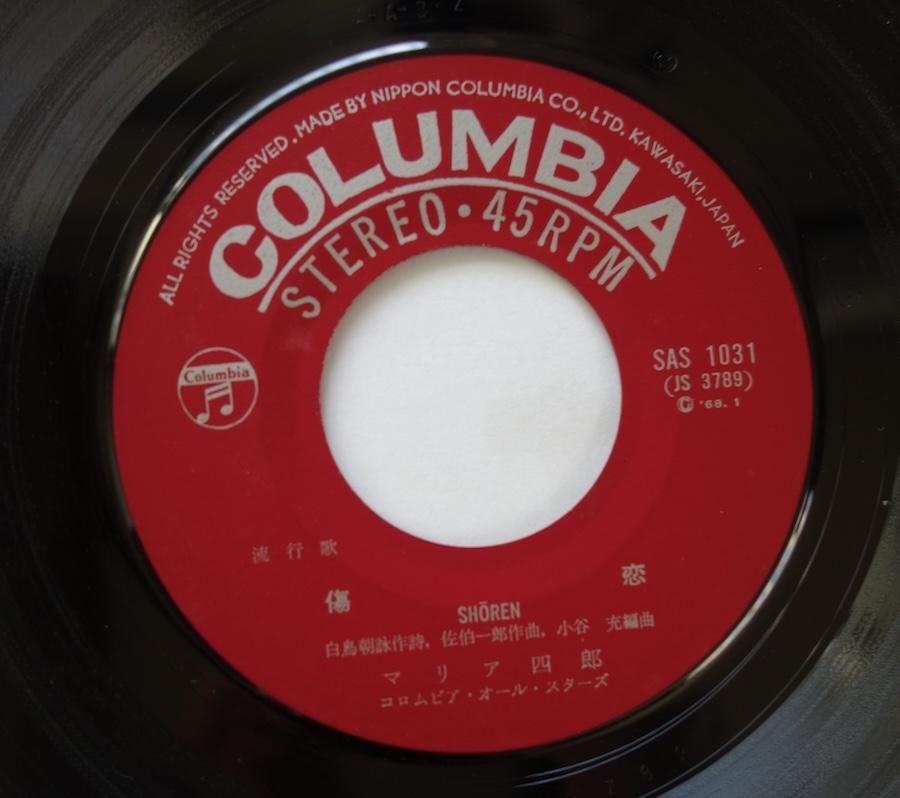 ALL RIGHTS RESERVED. MADE BY NIPPON COLUMBIA CO., LTD. KAWASAKI, JAPAN
COLUMBIA
STEREO・45RPM
Columbia
SAS 1031
(JS 3789)
Ⓒ '68. 1
流行歌
傷 恋
SHŌREN
白鳥朝詠作詩，佐伯一郎作曲，小谷 充編曲
マリア四郎
コロムビア・オール・スターズ